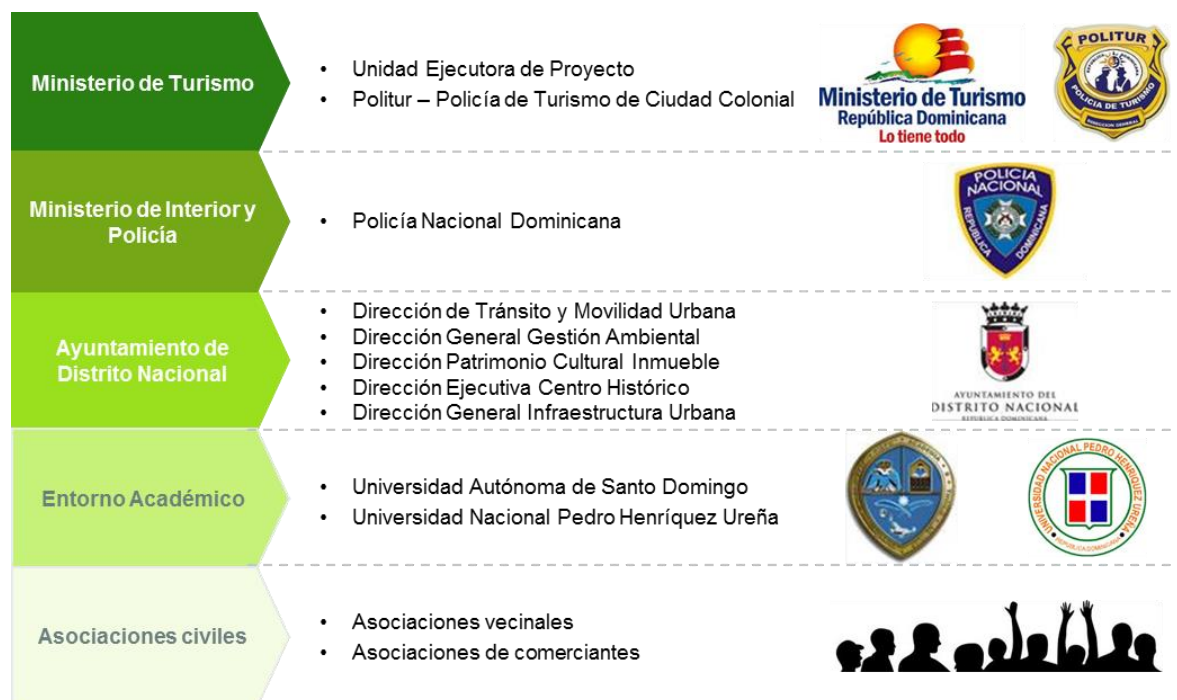 Ministerio de Turismo
• Unidad Ejecutora de Proyecto
• Politur – Policía de Turismo de Ciudad Colonial
Ministerio de Turismo
República Dominicana
Lo tiene todo
POLITUR
POLICIA DE TURISMO
DIRECCION GENERAL
Ministerio de Interior y
Policía
• Policía Nacional Dominicana
POLICIA
NACIONAL
REPUBLICA
DOMINICANA
Ayuntamiento de
Distrito Nacional
• Dirección de Tránsito y Movilidad Urbana
• Dirección General Gestión Ambiental
• Dirección Patrimonio Cultural Inmueble
• Dirección Ejecutiva Centro Histórico
• Dirección General Infraestructura Urbana
AYUNTAMIENTO DEL
DISTRITO NACIONAL
REPUBLICA DOMINICANA
Entorno Académico
• Universidad Autónoma de Santo Domingo
• Universidad Nacional Pedro Henríquez Ureña
UNIVERSIDAD NACIONAL PEDRO HENRIQUEZ UREÑA
REPUBLICA DOMINICANA
Asociaciones civiles
• Asociaciones vecinales
• Asociaciones de comerciantes